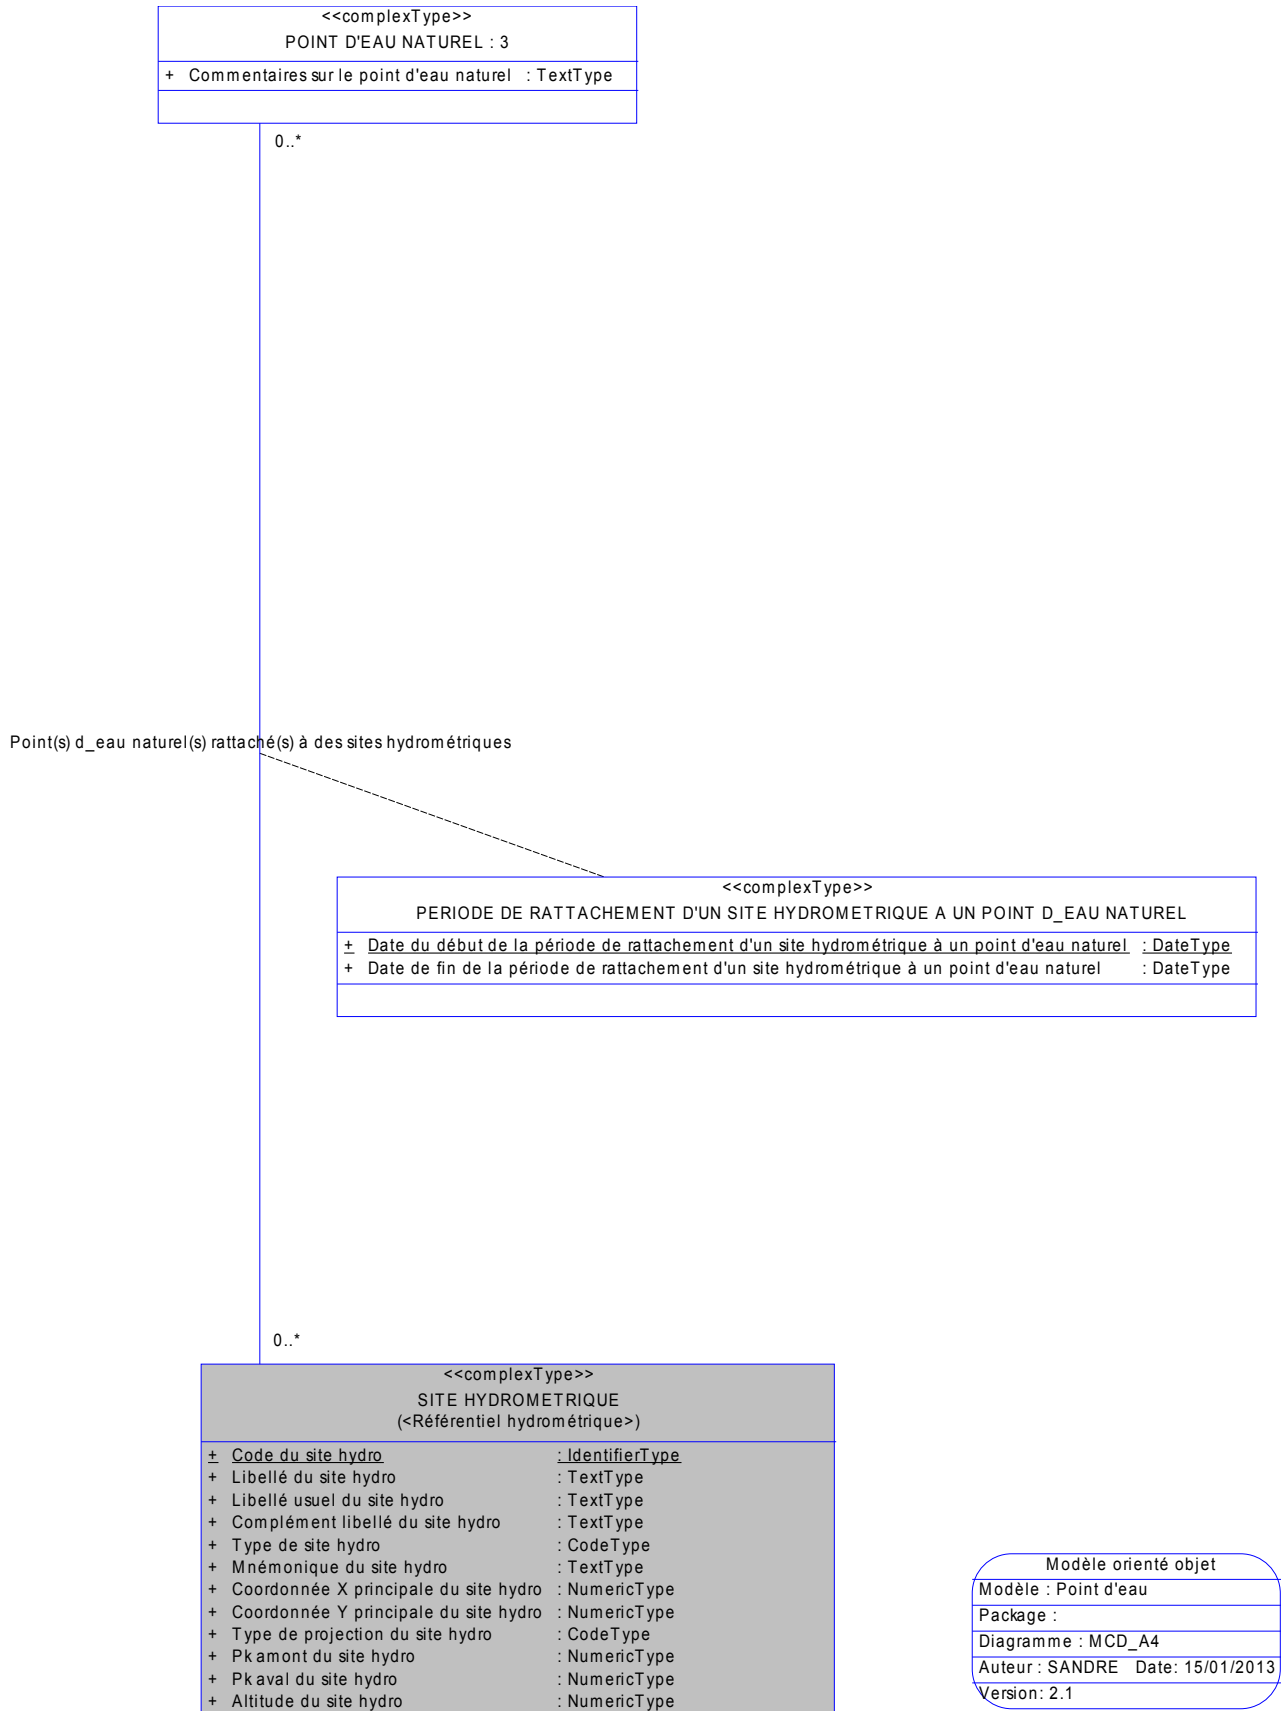 <<complexType>>
POINT D'EAU NATUREL : 3
+ Commentaires sur le point d'eau naturel : TextType
0..*
Point(s) d_eau naturel(s) rattaché(s) à des sites hydrométriques
<<complexType>>
PERIODE DE RATTACHEMENT D'UN SITE HYDROMETRIQUE A UN POINT D_EAU NATUREL
+ Date du début de la période de rattachement d'un site hydrométrique à un point d'eau naturel : DateType
+ Date de fin de la période de rattachement d'un site hydrométrique à un point d'eau naturel : DateType
0..*
<<complexType>>
SITE HYDROMETRIQUE
(<Référentiel hydrométrique>)
+ Code du site hydro : IdentifierType
+ Libellé du site hydro : TextType
+ Libellé usuel du site hydro : TextType
+ Complément libellé du site hydro : TextType
+ Type de site hydro : CodeType
+ Mnémonique du site hydro : TextType
+ Coordonnée X principale du site hydro : NumericType
+ Coordonnée Y principale du site hydro : NumericType
+ Type de projection du site hydro : CodeType
+ Pk amont du site hydro : NumericType
+ Pk aval du site hydro : NumericType
+ Altitude du site hydro : NumericType
Modèle orienté objet
Modèle : Point d'eau
Package :
Diagramme : MCD_A4
Auteur : SANDRE Date: 15/01/2013
Version: 2.1